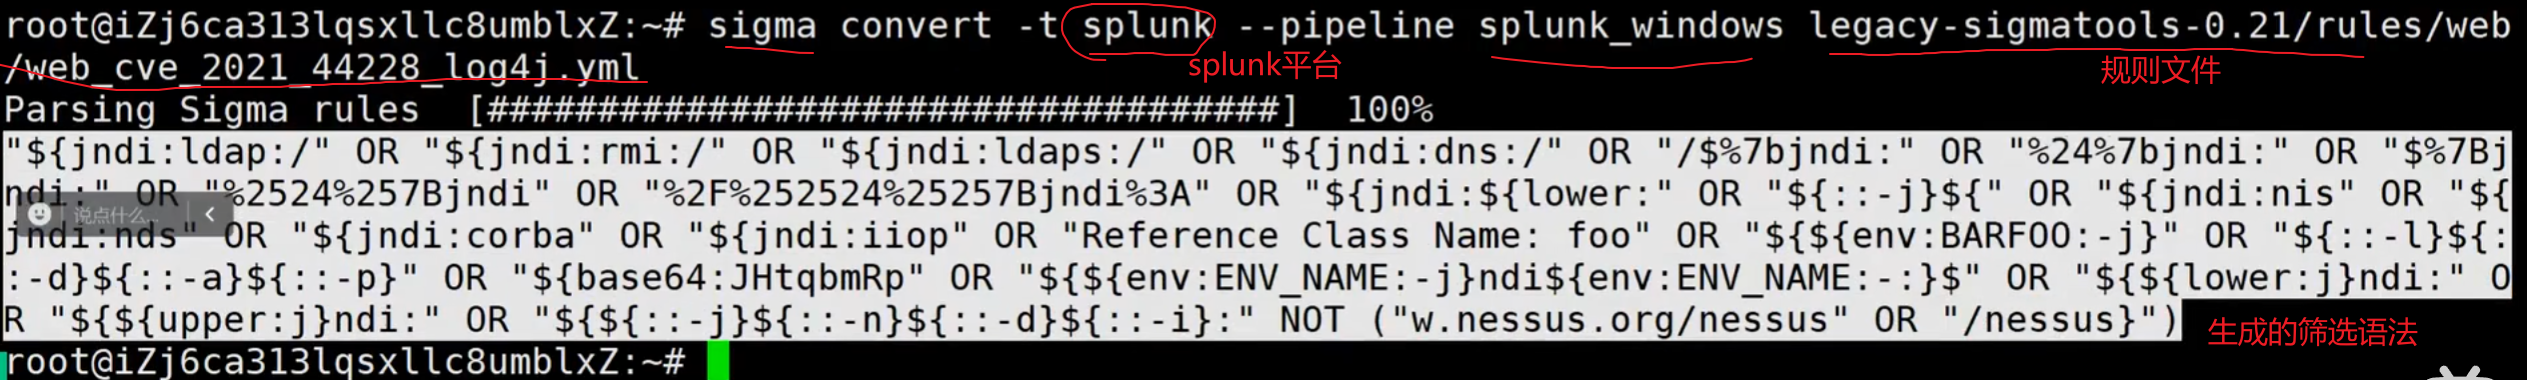 root@iZj6ca313lqsxllc8umblxZ:~# sigma convert -t splunk --pipeline splunk_windows legacy-sigmatools-0.21/rules/web
/web_cve_2021_44228_log4j.yml
splunk平台
规则文件
Parsing Sigma rules  [####################################]  100%
"${jndi:ldap:/" OR "${jndi:rmi:/" OR "${jndi:ldaps:/" OR "${jndi:dns:/" OR "/$%7bjndi:" OR "%24%7bjndi:" OR "$%7Bj
ndi:" OR "%2524%257Bjndi" OR "%2F%252524%25257Bjndi%3A" OR "${jndi:${lower:" OR "${::-j}${" OR "${jndi:nis" OR "${
说点什么...
jndi:nds" OR "${jndi:corba" OR "${jndi:iiop" OR "Reference Class Name: foo" OR "${${env:BARFOO:-j}" OR "${::-l}${:
:-d}${::-a}${::-p}" OR "${base64:JHtqbmRp" OR "${${env:ENV_NAME:-j}ndi${env:ENV_NAME:-:}$" OR "${${lower:j}ndi:" O
R "${${upper:j}ndi:" OR "${${::-j}${::-n}${::-d}${::-i}:" NOT ("w.nessus.org/nessus" OR "/nessus}")
生成的筛选语法
root@iZj6ca313lqsxllc8umblxZ:~#